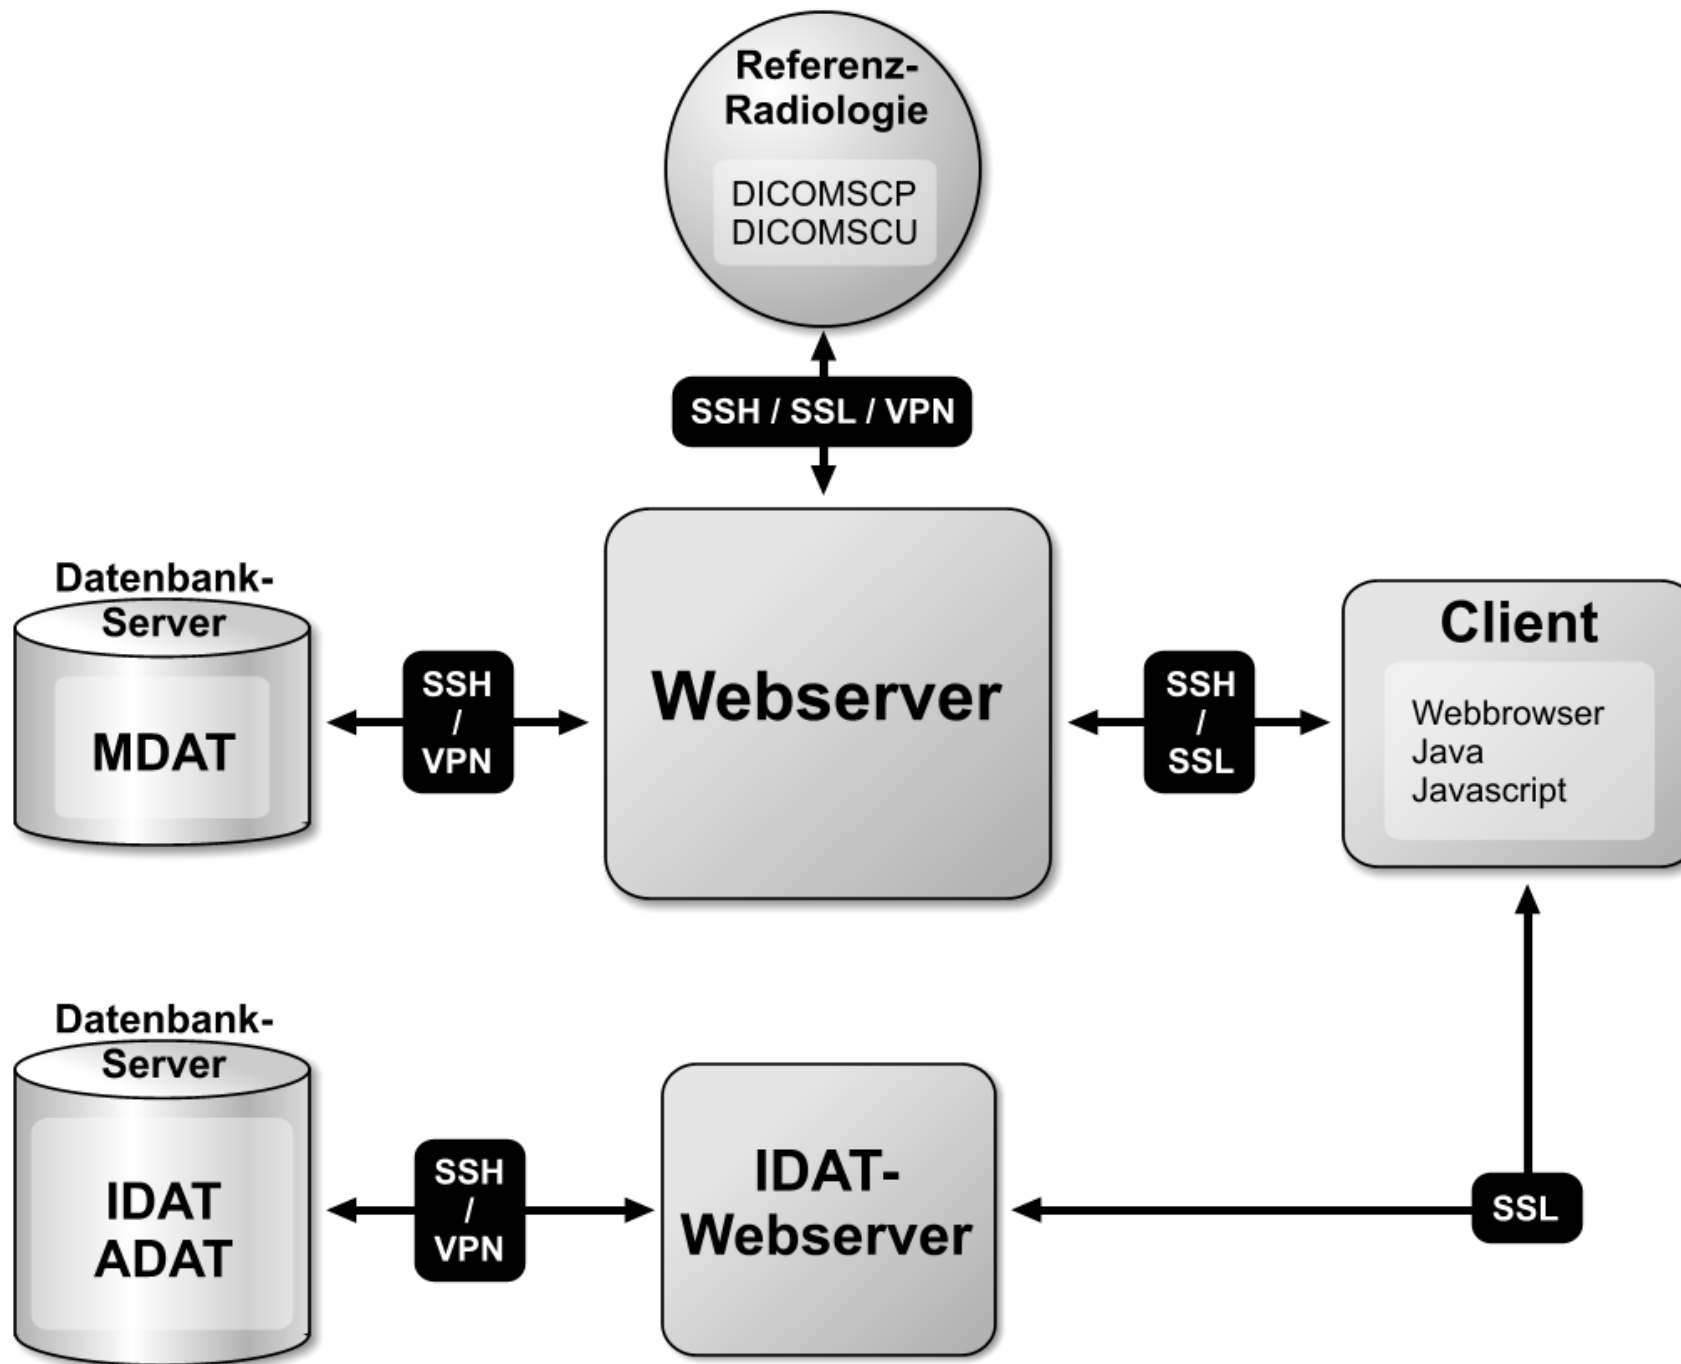 Referenz-
Radiologie
DICOMSCP
DICOMSCU
SSH / SSL / VPN
Datenbank-
Server
MDAT
SSH
/
VPN
Webserver
SSH
/
SSL
Client
Webbrowser
Java
Javascript
Datenbank-
Server
IDAT
ADAT
SSH
/
VPN
IDAT-
Webserver
SSL